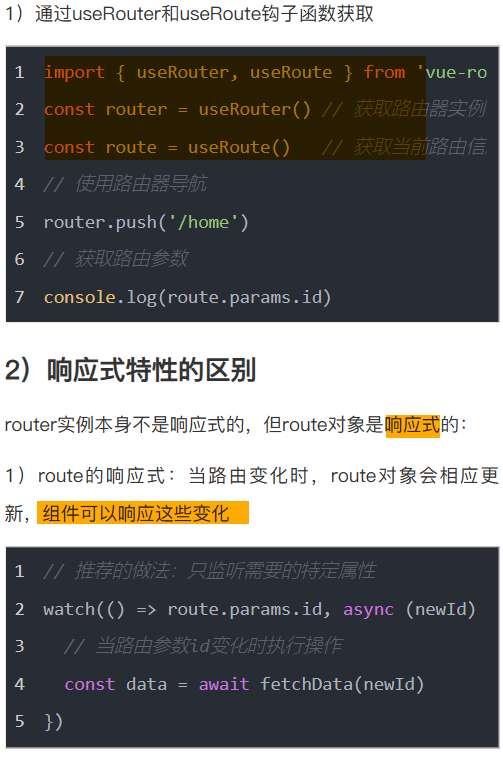 1）通过useRouter和useRoute钩子函数获取
1 import { useRouter, useRoute } from 'vue-ro
2 const router = useRouter() // 获取路由器实例
3 const route = useRoute() // 获取当前路由信
4 // 使用路由器导航
5 router.push('/home')
6 // 获取路由参数
7 console.log(route.params.id)
2）响应式特性的区别
router实例本身不是响应式的，但route对象是响应式的：
1）route的响应式：当路由变化时，route对象会相应更
新，组件可以响应这些变化
1 // 推荐的做法：只监听需要的特定属性
2 watch(() => route.params.id, async (newId)
3 // 当路由参数id变化时执行操作
4 const data = await fetchData(newId)
5 })